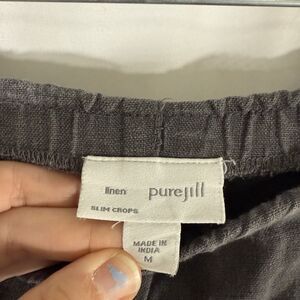 linen purejill
SLIM CROPS
MADE IN
INDIA
M